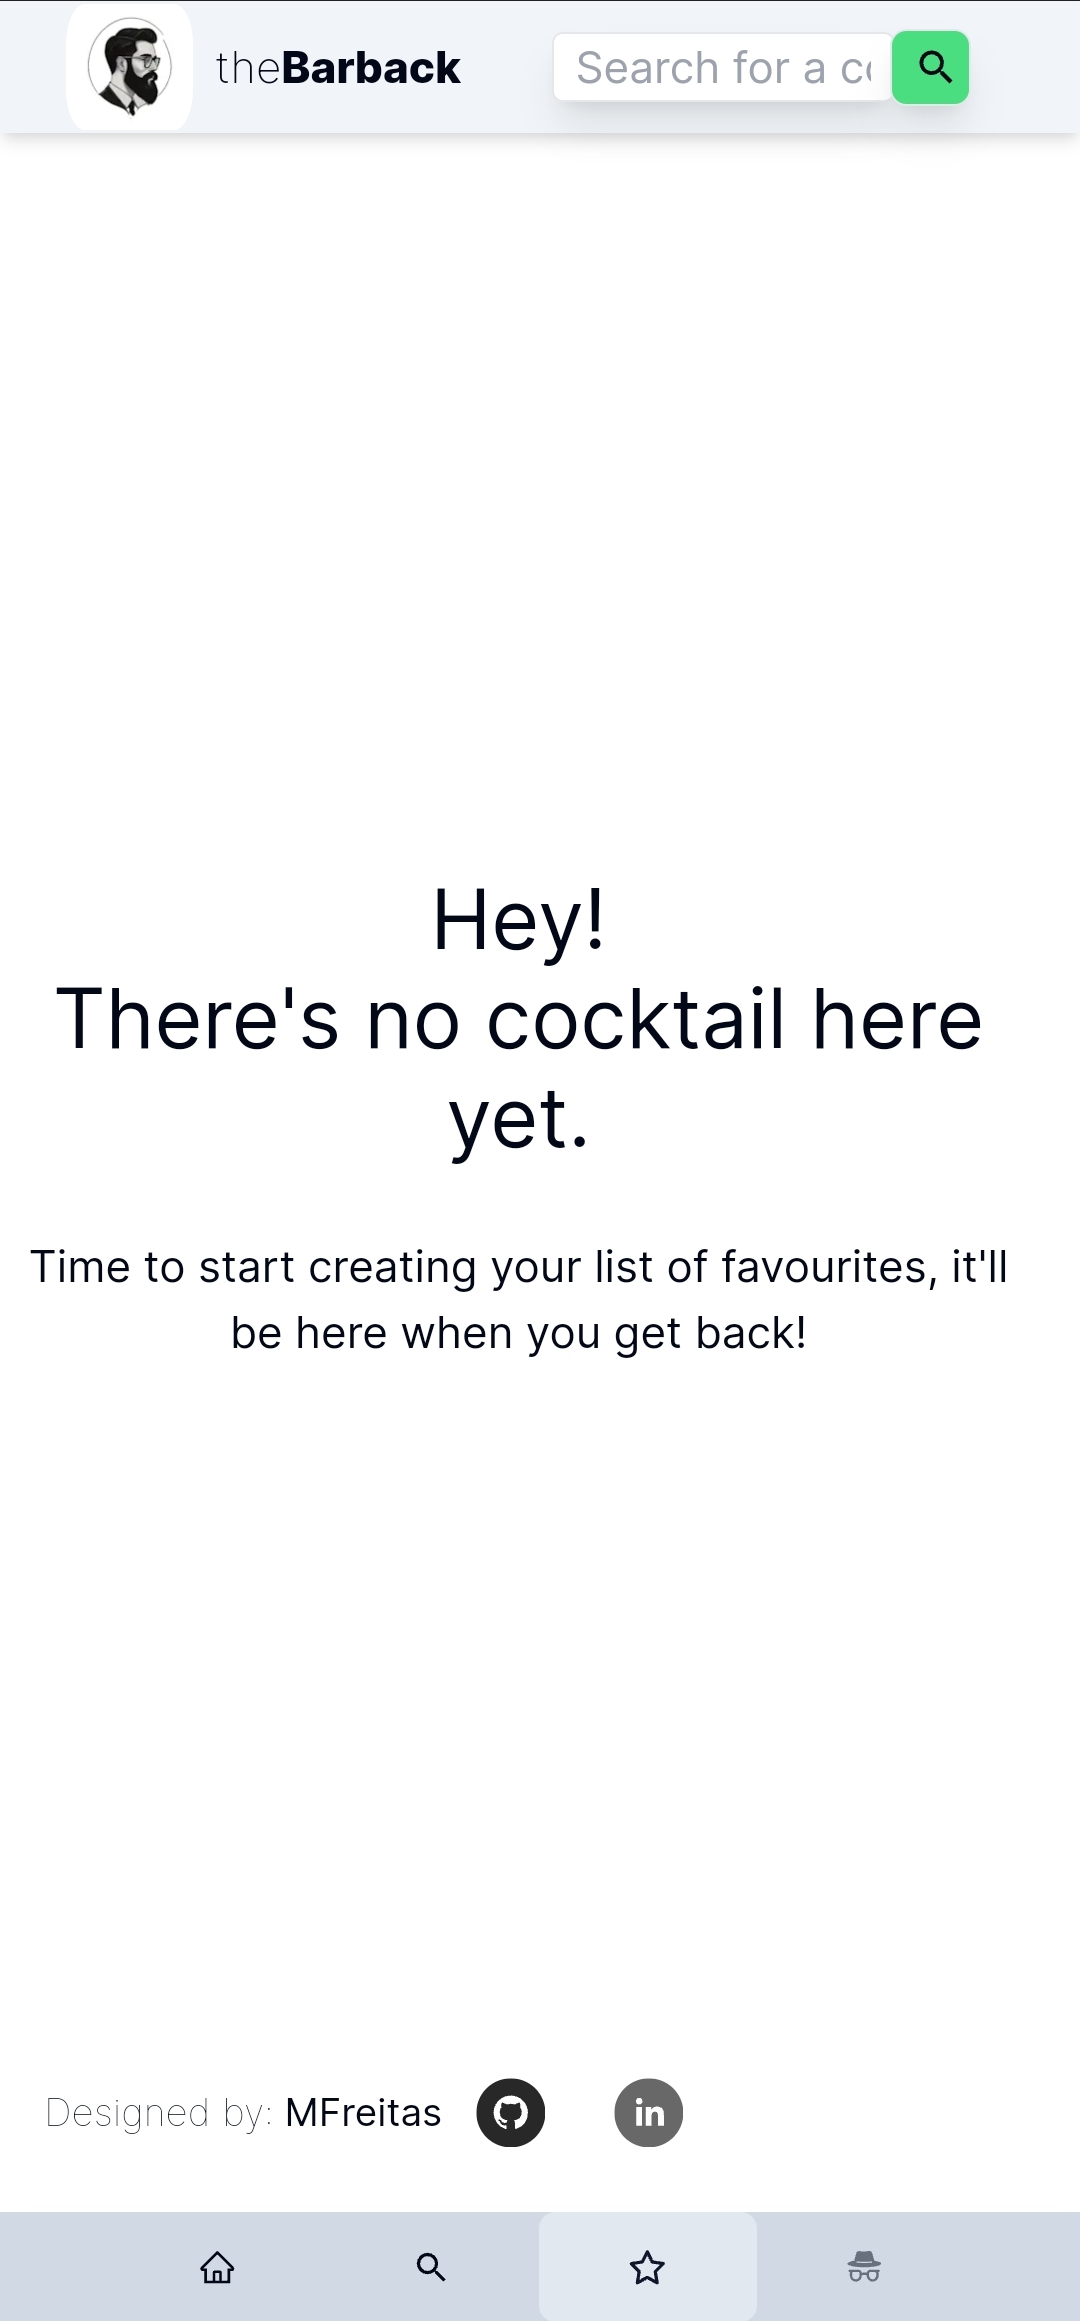 theBarback
Search for a co
Hey!
There's no cocktail here
yet.
Time to start creating your list of favourites, it'll
be here when you get back!
Designed by: MFreitas
in